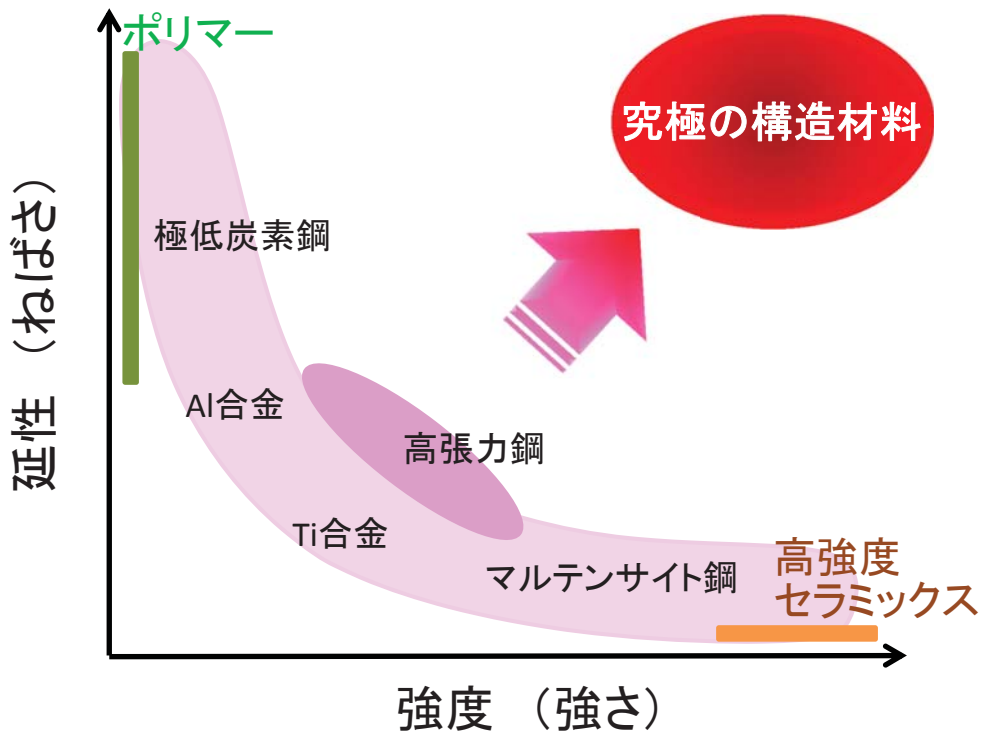 ポリマー
究極の構造材料
極低炭素鋼
Al合金
高張力鋼
Ti合金
マルテンサイト鋼
高強度
セラミックス
延性 （ねばさ）
強度 （強さ）